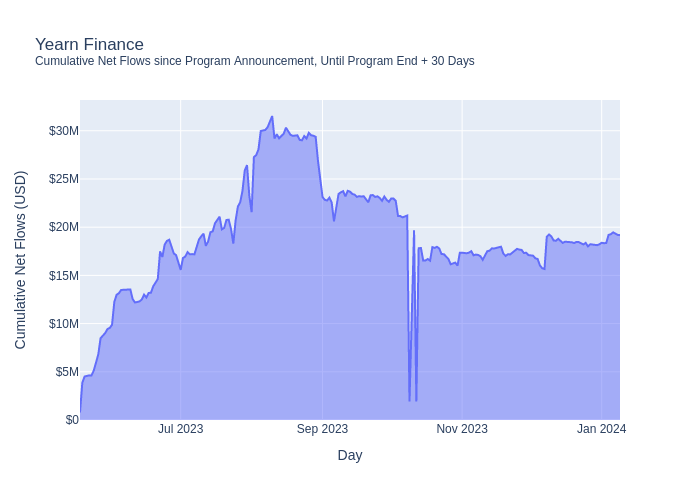 Yearn Finance
Cumulative Net Flows since Program Announcement, Until Program End + 30 Days
Cumulative Net Flows (USD)
$30M
$25M
$20M
$15M
$10M
$5M
$0
Jul 2023
Sep 2023
Nov 2023
Jan 2024
Day